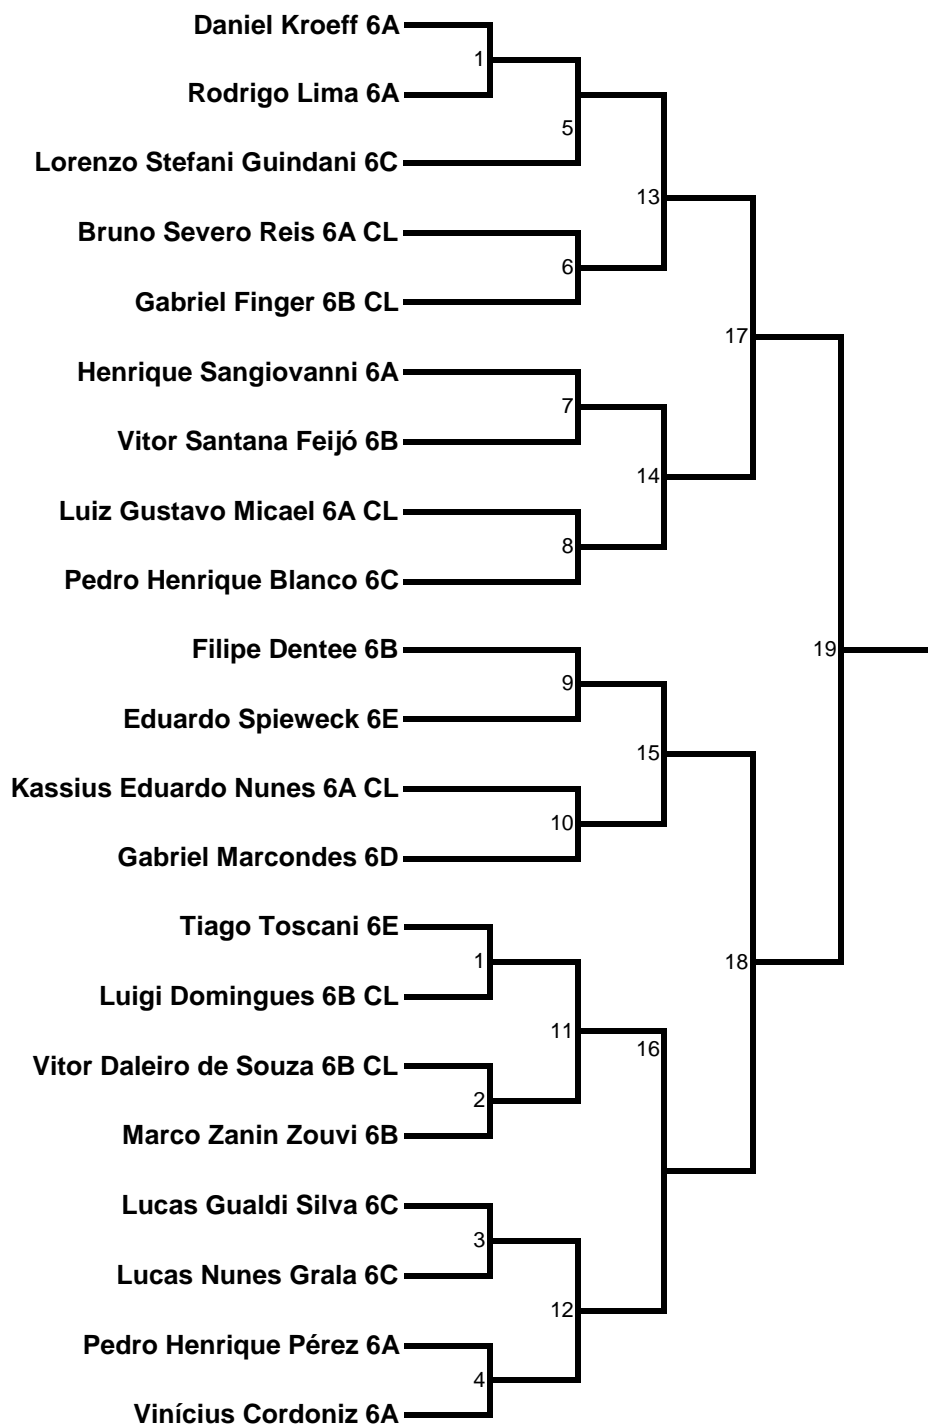 Daniel Kroeff 6A
1
Rodrigo Lima 6A
5
Lorenzo Stefani Guindani 6C
13
Bruno Severo Reis 6A CL
6
Gabriel Finger 6B CL
17
Henrique Sangiovanni 6A
7
Vitor Santana Feijó 6B
14
Luiz Gustavo Micael 6A CL
8
Pedro Henrique Blanco 6C
Filipe Dentee 6B
19
9
Eduardo Spieweck 6E
15
Kassius Eduardo Nunes 6A CL
10
Gabriel Marcondes 6D
Tiago Toscani 6E
1
18
Luigi Domingues 6B CL
11
16
Vitor Daleiro de Souza 6B CL
2
Marco Zanin Zouvi 6B
Lucas Gualdi Silva 6C
3
Lucas Nunes Grala 6C
12
Pedro Henrique Pérez 6A
4
Vinícius Cordoniz 6A